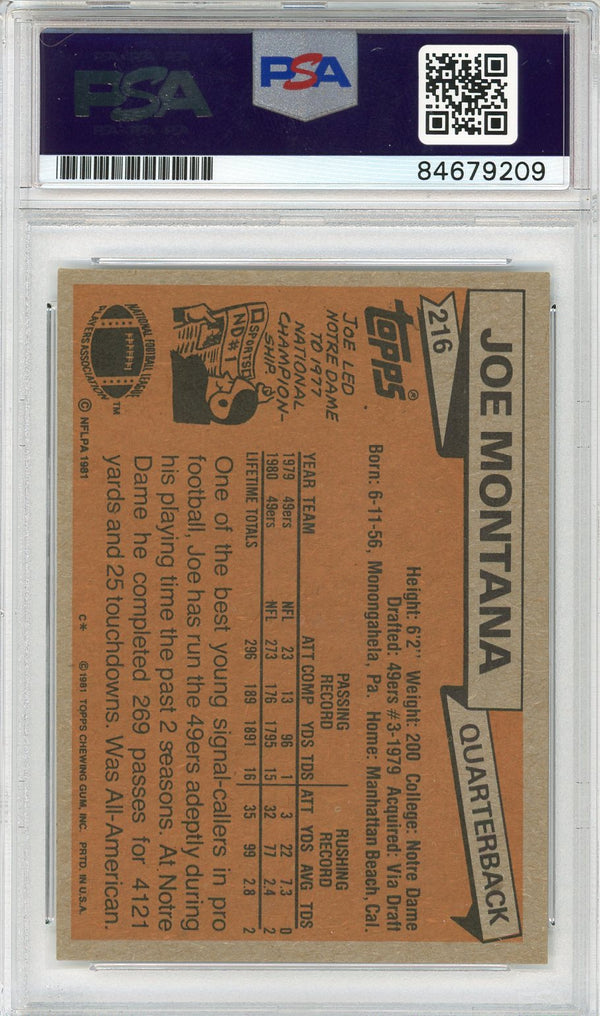 PSA
PSA
PSA PSA PSA
84679209
216
JOE MONTANA
QUARTERBACK
topps®
Height: 6'2" Weight: 200 College: Notre Dame
Drafted: 49ers #3-1979 Acquired: Via Draft
Born: 6-11-56, Monongahela, Pa. Home: Manhattan Beach, Cal.
JOE LED
NOTRE DAME
TO 1977
NATIONAL
CHAMPION-
SHIP.
SPORTS
ND #1
PASSING RUSHING
RECORD RECORD
YEAR TEAM ATT COMP YDS TDS ATT YDS AVG TDS
1979 49ers NFL 23 13 96 1 3 22 7.3 0
1980 49ers NFL 273 176 1795 15 32 77 2.4 2
LIFETIME TOTALS 296 189 1891 16 35 99 2.8 2
One of the best young signal-callers in pro
football, Joe has run the 49ers adeptly during
his playing time the past 2 seasons. At Notre
Dame he completed 269 passes for 4121
yards and 25 touchdowns. Was All-American.
NATIONAL FOOTBALL LEAGUE
PLAYERS ASSOCIATION
TM
© NFLPA 1981
C* ©1981 TOPPS CHEWING GUM, INC. PRTD. IN U.S.A.